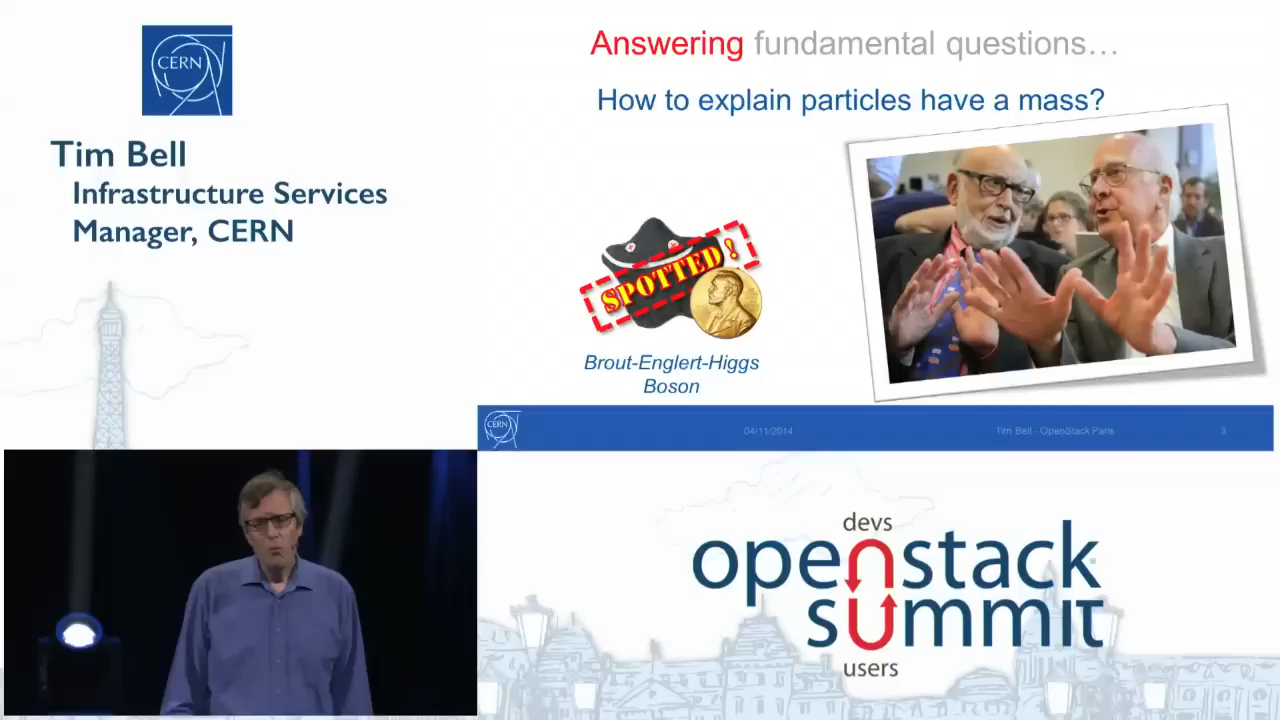 CERN
Tim Bell
Infrastructure Services
Manager, CERN
Answering fundamental questions…
How to explain particles have a mass?
SPOTTED !
Brout-Englert-Higgs
Boson
CERN
04/11/2014
Tim Bell - OpenStack Paris
3
devs
openstack
summit
users